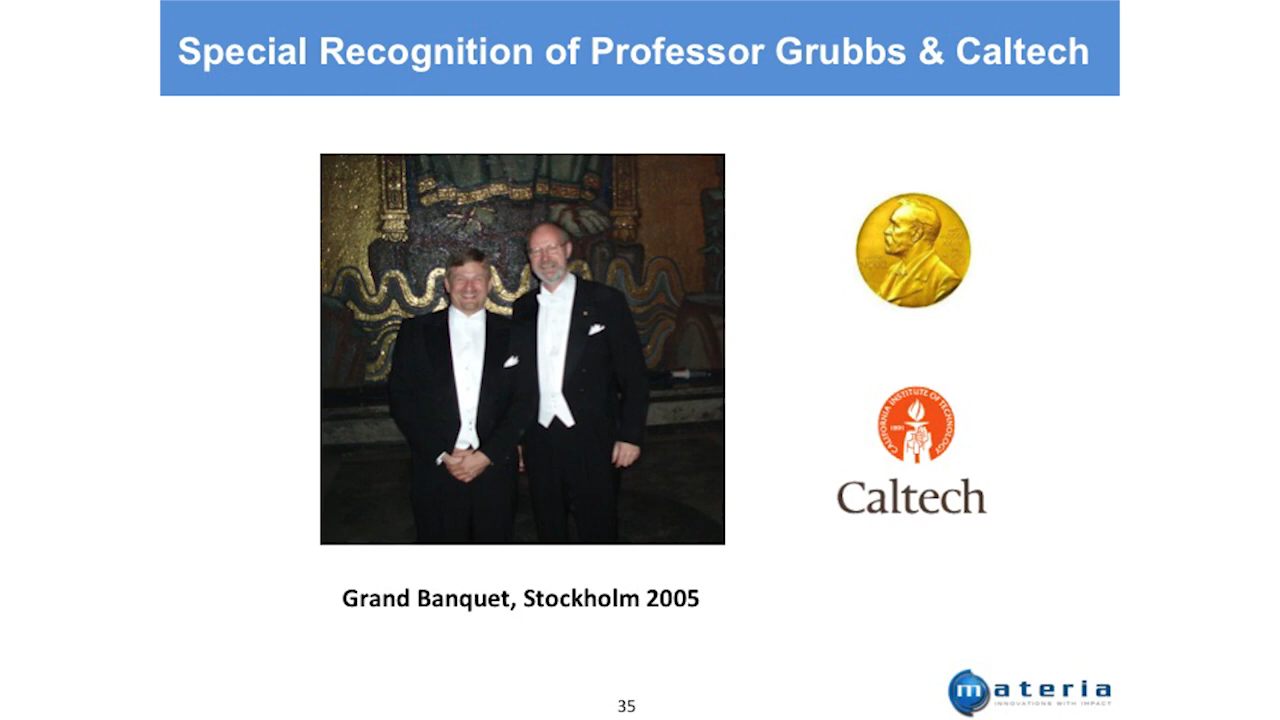 Special Recognition of Professor Grubbs & Caltech
CALIFORNIA INSTITUTE OF TECHNOLOGY
1891
Caltech
Grand Banquet, Stockholm 2005
materia
INNOVATIONS WITH IMPACT
35